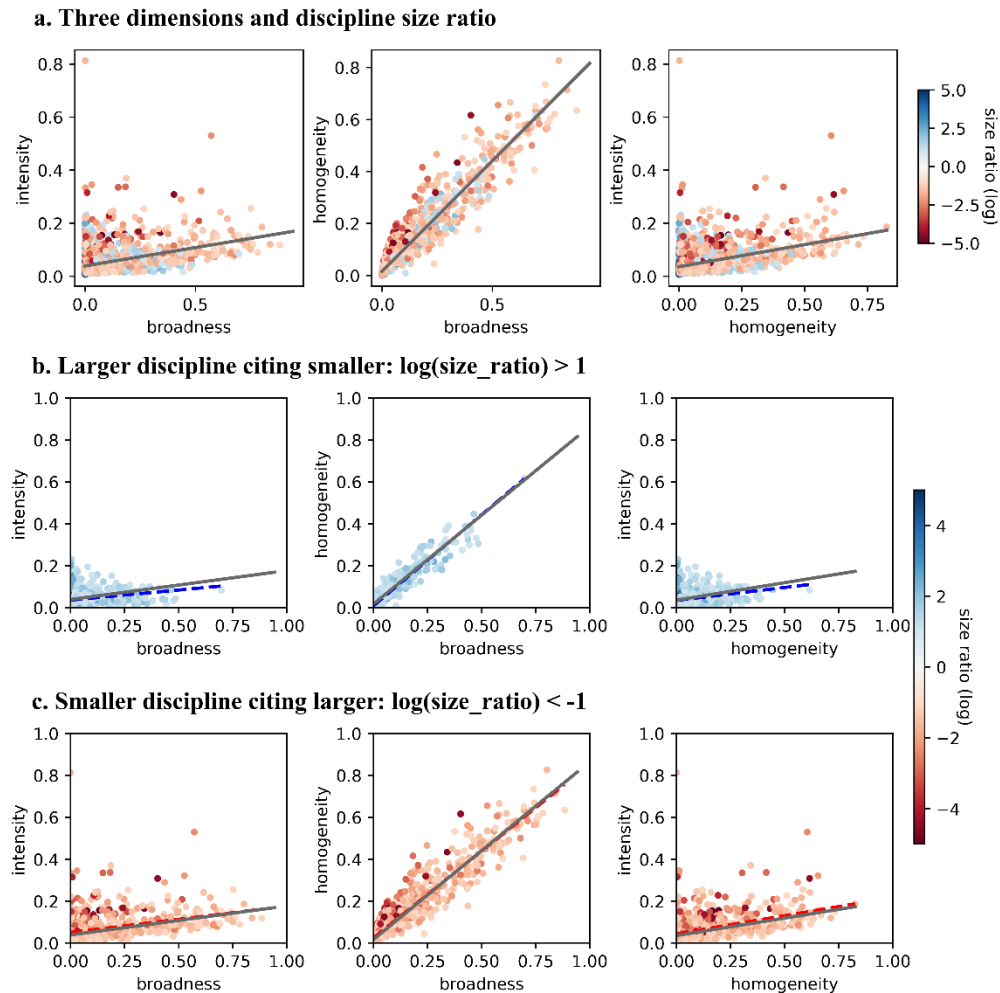 a. Three dimensions and discipline size ratio
0.8
0.6
0.4
0.2
0.0
intensity
0.0 0.5
broadness
0.8
0.6
0.4
0.2
0.0
homogeneity
0.0 0.5
broadness
0.8
0.6
0.4
0.2
0.0
intensity
0.00 0.25 0.50 0.75
homogeneity
5.0
2.5
0.0
−2.5
−5.0
size ratio (log)
b. Larger discipline citing smaller: log(size_ratio) > 1
1.0
0.8
0.6
0.4
0.2
0.0
intensity
0.00 0.25 0.50 0.75 1.00
broadness
1.0
0.8
0.6
0.4
0.2
0.0
homogeneity
0.00 0.25 0.50 0.75 1.00
broadness
1.0
0.8
0.6
0.4
0.2
0.0
intensity
0.00 0.25 0.50 0.75 1.00
homogeneity
4
2
0
−2
−4
size ratio (log)
c. Smaller discipline citing larger: log(size_ratio) < -1
1.0
0.8
0.6
0.4
0.2
0.0
intensity
0.00 0.25 0.50 0.75 1.00
broadness
1.0
0.8
0.6
0.4
0.2
0.0
homogeneity
0.00 0.25 0.50 0.75 1.00
broadness
1.0
0.8
0.6
0.4
0.2
0.0
intensity
0.00 0.25 0.50 0.75 1.00
homogeneity